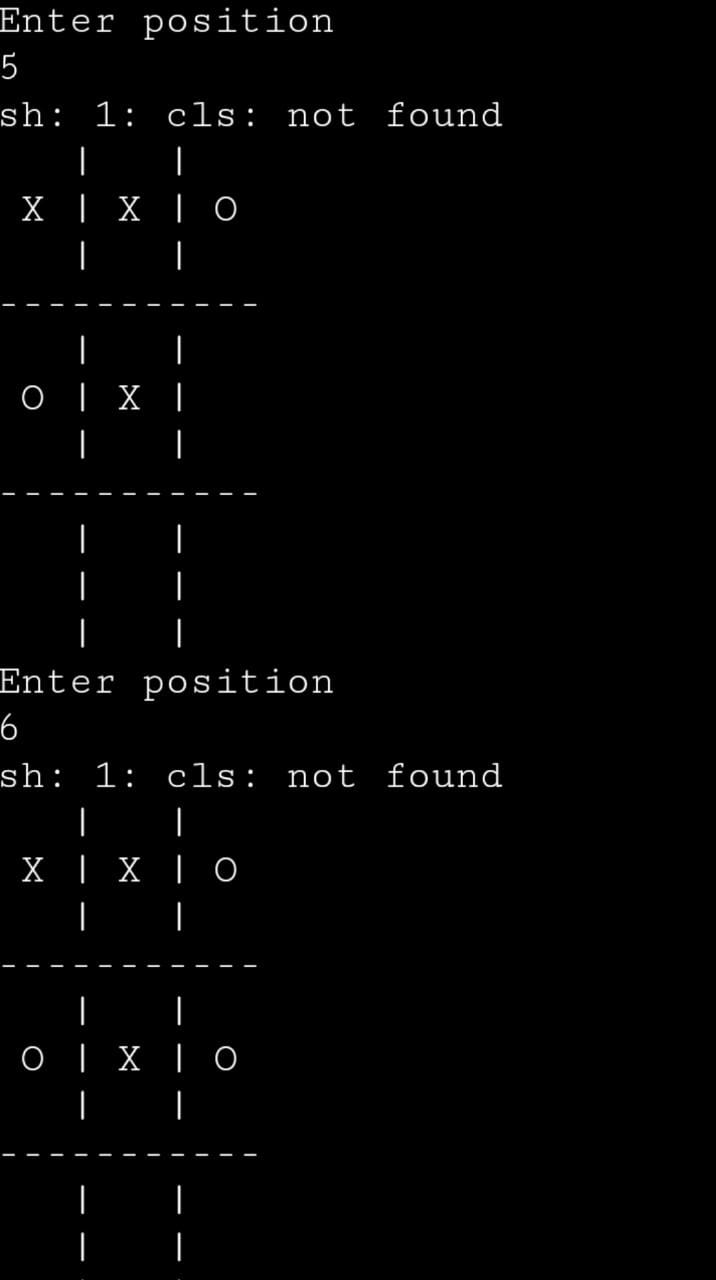 Enter position
5
sh: 1: cls: not found
   |   |
 X | X | O
   |   |
-----------
   |   |
 O | X |
   |   |
-----------
   |   |
   |   |
   |   |
Enter position
6
sh: 1: cls: not found
   |   |
 X | X | O
   |   |
-----------
   |   |
 O | X | O
   |   |
-----------
   |   |
   |   |